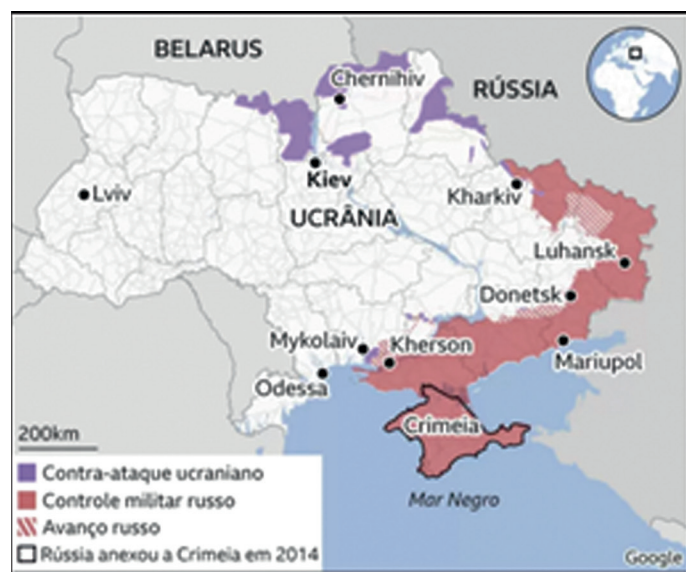 BELARUS
Chernihiv
RÚSSIA
Kiev
Lviv
Kharkiv
UCRÂNIA
Luhansk
Donetsk
Mykolaiv
Kherson
Mariupol
Odessa
Crimeia
200km
Contra-ataque ucraniano
Controle militar russo
Mar Negro
Avanço russo
Rússia anexou a Crimeia em 2014
Google